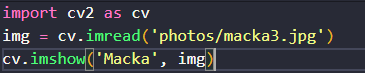 import cv2 as cv
img = cv.imread('photos/macka3.jpg')
cv.imshow('Macka', img)